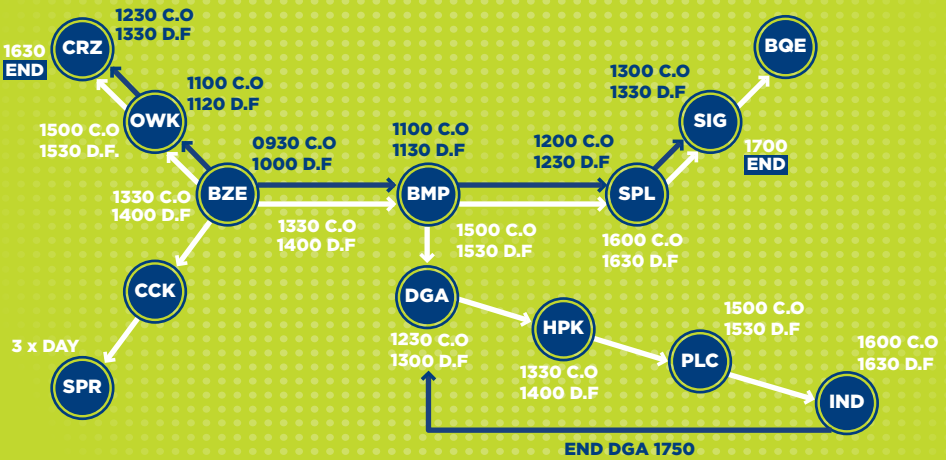 1230 C.O
1330 D.F
CRZ
1630
END
1100 C.O
1120 D.F
OWK
1500 C.O
1530 D.F.
0930 C.O
1000 D.F
BZE
1330 C.O
1400 D.F
1330 C.O
1400 D.F
CCK
3 x DAY
SPR
1100 C.O
1130 D.F
BMP
1500 C.O
1530 D.F
1200 C.O
1230 D.F
SPL
1600 C.O
1630 D.F
1300 C.O
1330 D.F
SIG
1700
END
BQE
DGA
1230 C.O
1300 D.F
HPK
1330 C.O
1400 D.F
1500 C.O
1530 D.F
PLC
1600 C.O
1630 D.F
IND
END DGA 1750